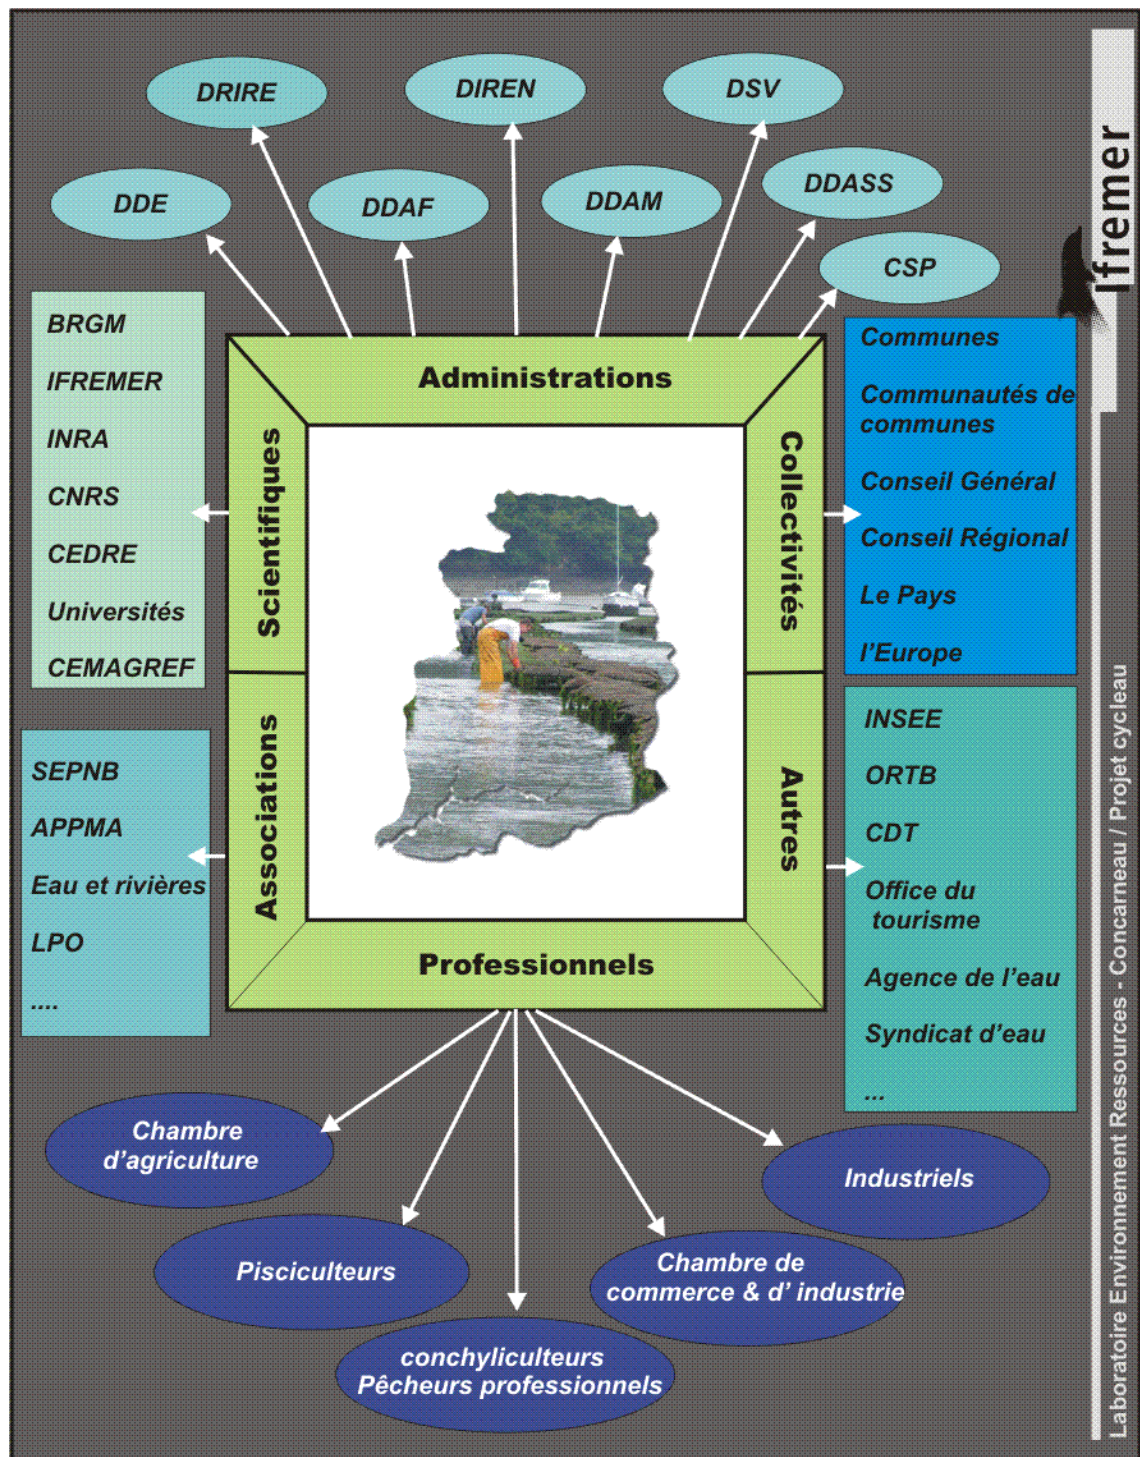 DRIRE
DIREN
DSV
DDE
DDAF
DDAM
DDASS
CSP
Administrations
Scientifiques
BRGM
IFREMER
INRA
CNRS
CEDRE
Universités
CEMAGREF
Collectivités
Communes
Communautés de
communes
Conseil Général
Conseil Régional
Le Pays
l'Europe
Associations
SEPNB
APPMA
Eau et rivières
LPO
....
Autres
INSEE
ORTB
CDT
Office du
tourisme
Agence de l'eau
Syndicat d'eau
...
Professionnels
Chambre
d'agriculture
Pisciculteurs
conchyliculteurs
Pêcheurs professionnels
Chambre de
commerce & d' industrie
Industriels
Ifremer
Laboratoire Environnement Ressources - Concarneau / Projet cycleau